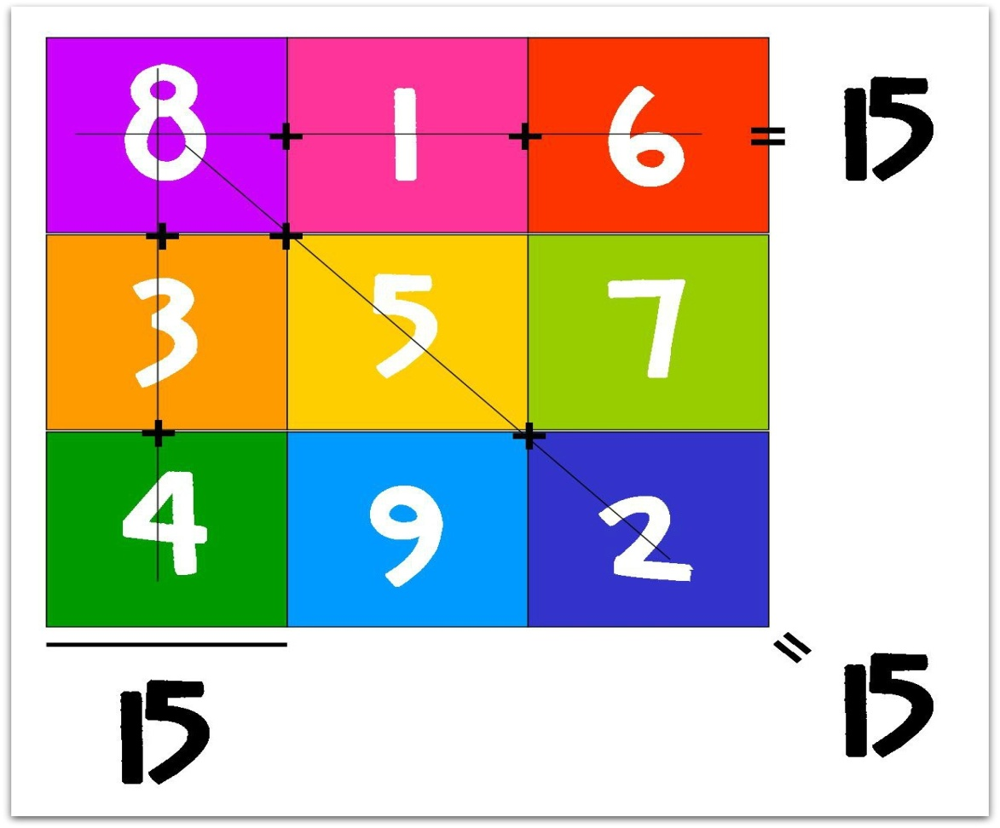 8 + 1 + 6 = 15
+ +
3 5 7
+ +
4 9 2
=
15 15